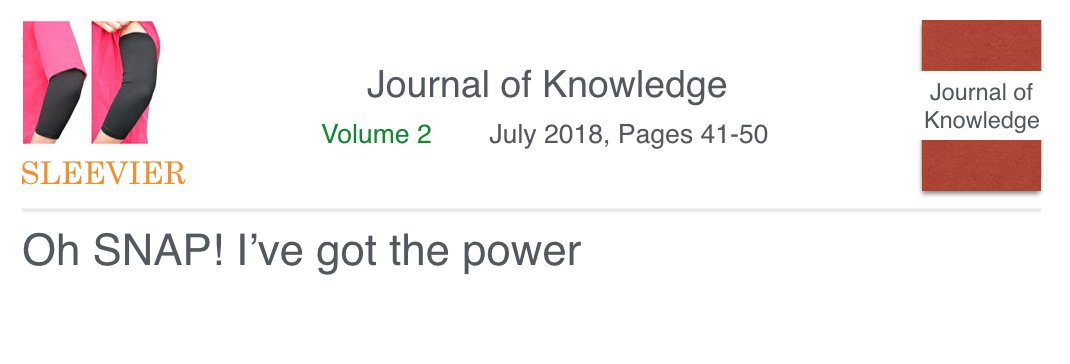 Journal of Knowledge
Volume 2 July 2018, Pages 41-50
SLEEVIER
Journal of
Knowledge
Oh SNAP! I’ve got the power